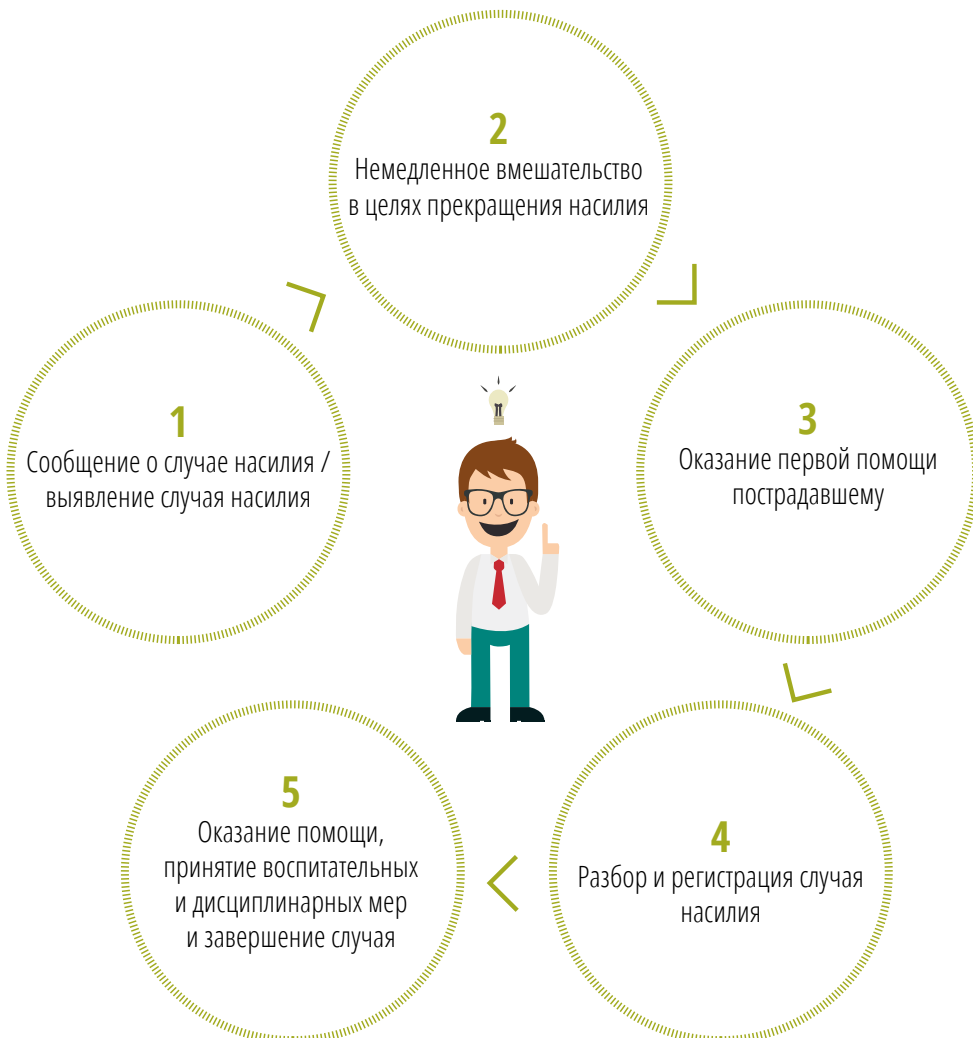 1
Сообщение о случае насилия /
выявление случая насилия
2
Немедленное вмешательство
в целях прекращения насилия
3
Оказание первой помощи
пострадавшему
4
Разбор и регистрация случая
насилия
5
Оказание помощи,
принятие воспитательных
и дисциплинарных мер
и завершение случая